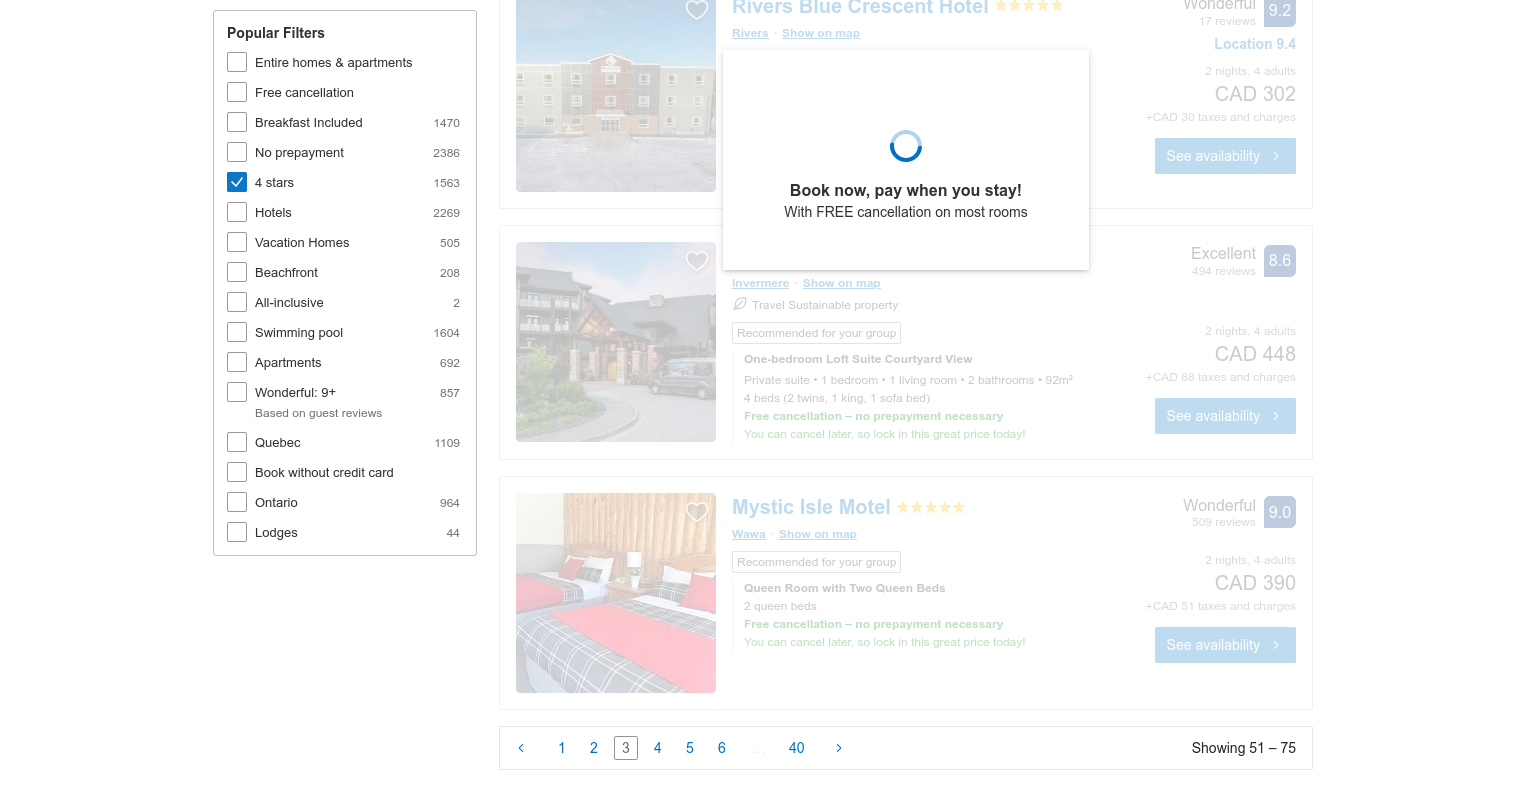 Popular Filters
Entire homes & apartments
Free cancellation
Breakfast Included 1470
No prepayment 2386
4 stars 1563
Hotels 2269
Vacation Homes 505
Beachfront 208
All-inclusive 2
Swimming pool 1604
Apartments 692
Wonderful: 9+ 857
Based on guest reviews
Quebec 1109
Book without credit card
Ontario 964
Lodges 44
Rivers Blue Crescent Hotel
Rivers · Show on map
Wonderful 9.2
17 reviews
Location 9.4
2 nights, 4 adults
CAD 302
+CAD 30 taxes and charges
See availability
Book now, pay when you stay!
With FREE cancellation on most rooms
Invermere · Show on map
Travel Sustainable property
Recommended for your group
One-bedroom Loft Suite Courtyard View
Private suite • 1 bedroom • 1 living room • 2 bathrooms • 92m²
4 beds (2 twins, 1 king, 1 sofa bed)
Free cancellation – no prepayment necessary
You can cancel later, so lock in this great price today!
Excellent 8.6
494 reviews
2 nights, 4 adults
CAD 448
+CAD 68 taxes and charges
See availability
Mystic Isle Motel
Wawa · Show on map
Recommended for your group
Queen Room with Two Queen Beds
2 queen beds
Free cancellation – no prepayment necessary
You can cancel later, so lock in this great price today!
Wonderful 9.0
509 reviews
2 nights, 4 adults
CAD 390
+CAD 51 taxes and charges
See availability
1 2 3 4 5 6 … 40
Showing 51 – 75